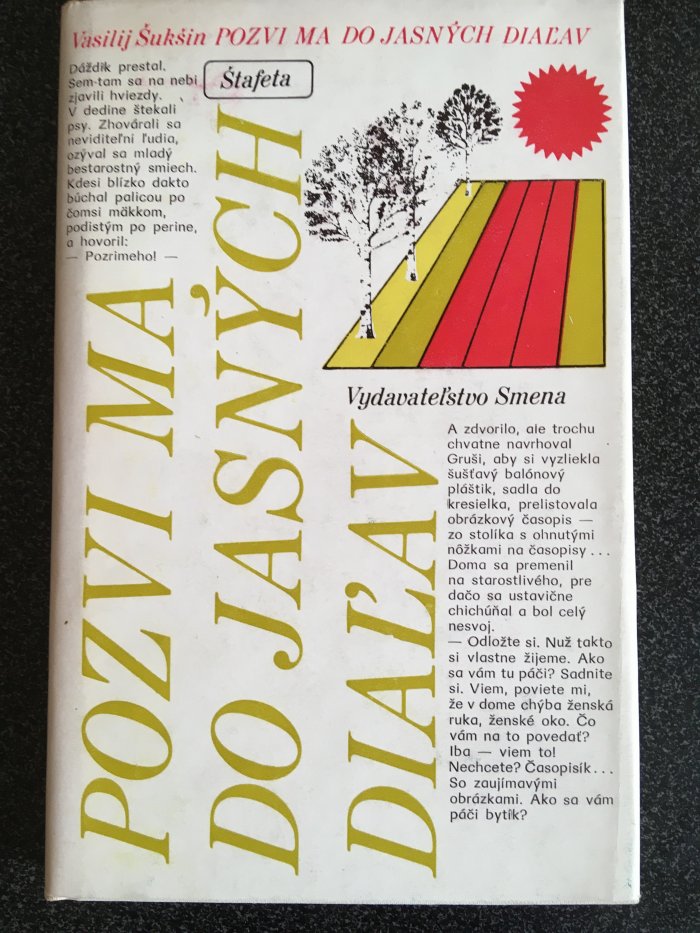 Vasilij Šukšin POZVI MA DO JASNÝCH DIAĽAV
Dáždik prestal.
Sem-tam sa na nebi
zjavili hviezdy.
V dedine štekali
psy. Zhovárali sa
neviditeľní ľudia,
ozýval sa mladý
bestarostný smiech.
Kdesi blízko dakto
búchal palicou po
čomsi mäkkom,
podistým po perine,
a hovoril:
— Pozrimeho! —
Štafeta
POZVI MA
DO JASNÝCH
DIAĽAV
Vydavateľstvo Smena
A zdvorilo, ale trochu
chvatne navrhoval
Gruši, aby si vyzliekla
šušťavý balónový
pláštik, sadla do
kresielka, prelistovala
obrázkový časopis —
zo stolíka s ohnutými
nôžkami na časopisy ...
Doma sa premenil
na starostlivého, pre
dačo sa ustavične
chichúňal a bol celý
nesvoj.
— Odložte si. Nuž takto
si vlastne žijeme. Ako
sa vám tu páči? Sadnite
si. Viem, poviete mi,
že v dome chýba ženská
ruka, ženské oko. Čo
vám na to povedať?
Iba — viem to!
Nechcete? Časopisík ...
So zaujímavými
obrázkami. Ako sa vám
páči bytík?